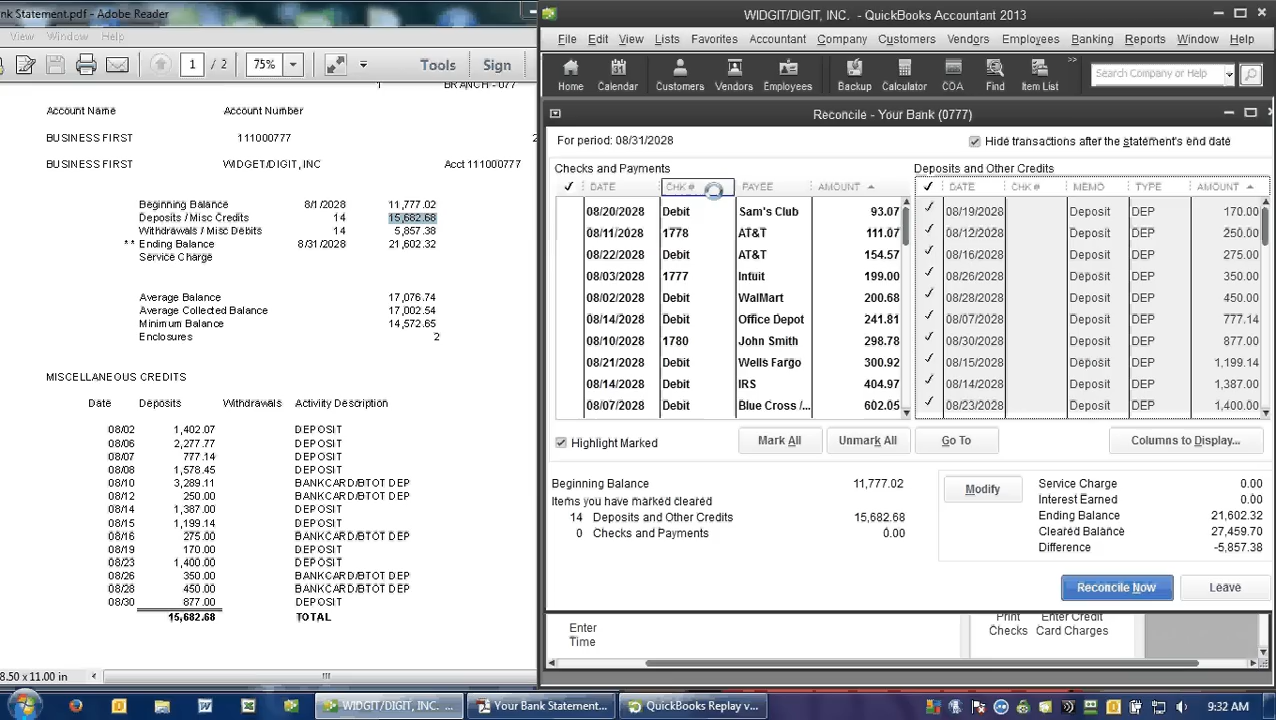 nk Statement.pdf - Adobe Reader
View Window Help
1 / 2 75% Tools Sign
1 BRANCH - 077
Account Name Account Number
BUSINESS FIRST 111000777 2
BUSINESS FIRST WIDGET/DIGIT, INC Acct 111000777
Beginning Balance 8/1/2028 11,777.02
Deposits / Misc Credits 14 15,682.68
Withdrawals / Misc Debits 14 5,857.38
** Ending Balance 8/31/2028 21,602.32
Service Charge
Average Balance 17,076.74
Average Collected Balance 17,002.54
Minimum Balance 14,572.65
Enclosures 2
MISCELLANEOUS CREDITS
Date Deposits Withdrawals Activity Description
08/02 1,402.07 DEPOSIT
08/06 2,277.77 DEPOSIT
08/07 777.14 DEPOSIT
08/08 1,578.45 DEPOSIT
08/10 3,289.11 BANKCARD/BTOT DEP
08/12 250.00 BANKCARD/BTOT DEP
08/14 1,387.00 DEPOSIT
08/15 1,199.14 DEPOSIT
08/16 275.00 BANKCARD/BTOT DEP
08/19 170.00 DEPOSIT
08/23 1,400.00 DEPOSIT
08/26 350.00 BANKCARD/BTOT DEP
08/28 450.00 BANKCARD/BTOT DEP
08/30 877.00 DEPOSIT
15,682.68 TOTAL
8.50 x 11.00 in
WIDGIT/DIGIT, INC. - QuickBooks Accountant 2013
File Edit View Lists Favorites Accountant Company Customers Vendors Employees Banking Reports Window Help
Home Calendar Customers Vendors Employees Backup Calculator COA Find Item List Search Company or Help
Reconcile - Your Bank (0777)
For period: 08/31/2028 Hide transactions after the statement's end date
Checks and Payments Deposits and Other Credits
DATE CHK # PAYEE AMOUNT DATE CHK # MEMO TYPE AMOUNT
08/20/2028 Debit Sam's Club 93.07 08/19/2028 Deposit DEP 170.00
08/11/2028 1778 AT&T 111.07 08/12/2028 Deposit DEP 250.00
08/22/2028 Debit AT&T 154.57 08/16/2028 Deposit DEP 275.00
08/03/2028 1777 Intuit 199.00 08/26/2028 Deposit DEP 350.00
08/02/2028 Debit WalMart 200.68 08/28/2028 Deposit DEP 450.00
08/14/2028 Debit Office Depot 241.81 08/07/2028 Deposit DEP 777.14
08/10/2028 1780 John Smith 298.78 08/30/2028 Deposit DEP 877.00
08/21/2028 Debit Wells Fargo 300.92 08/15/2028 Deposit DEP 1,199.14
08/14/2028 Debit IRS 404.97 08/14/2028 Deposit DEP 1,387.00
08/07/2028 Debit Blue Cross /... 602.05 08/23/2028 Deposit DEP 1,400.00
Highlight Marked Mark All Unmark All Go To Columns to Display...
Beginning Balance 11,777.02
Items you have marked cleared
14 Deposits and Other Credits 15,682.68
0 Checks and Payments 0.00
Modify
Service Charge 0.00
Interest Earned 0.00
Ending Balance 21,602.32
Cleared Balance 27,459.70
Difference -5,857.38
Reconcile Now Leave
Enter Time
Print Checks
Enter Credit Card Charges
WIDGIT/DIGIT, INC. - ... Your Bank Statement.... QuickBooks Replay v... 9:32 AM